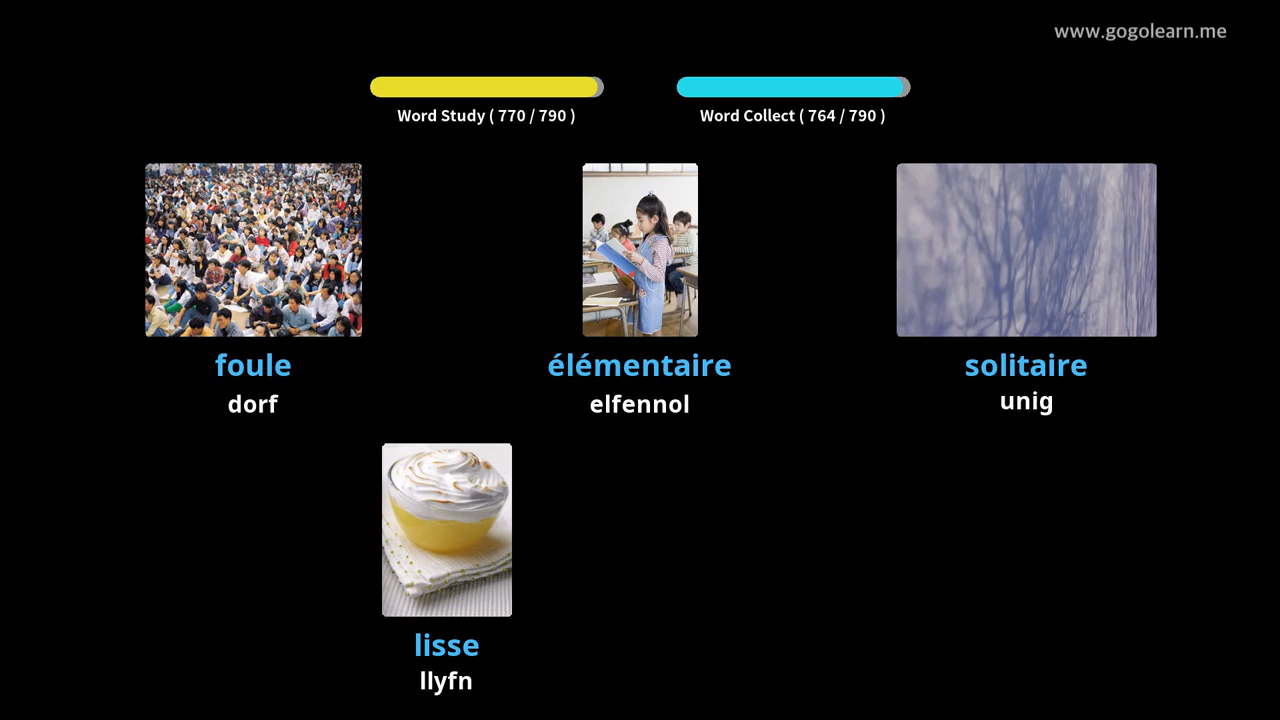 www.gogolearn.me
Word Study ( 770 / 790 )
Word Collect ( 764 / 790 )
foule
dorf
élémentaire
elfennol
solitaire
unig
lisse
llyfn